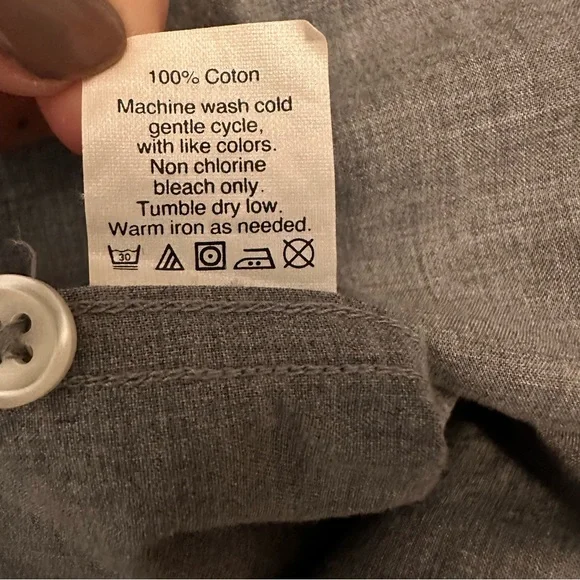 100% Coton
Machine wash cold
gentle cycle,
with like colors.
Non chlorine
bleach only.
Tumble dry low.
Warm iron as needed.
30